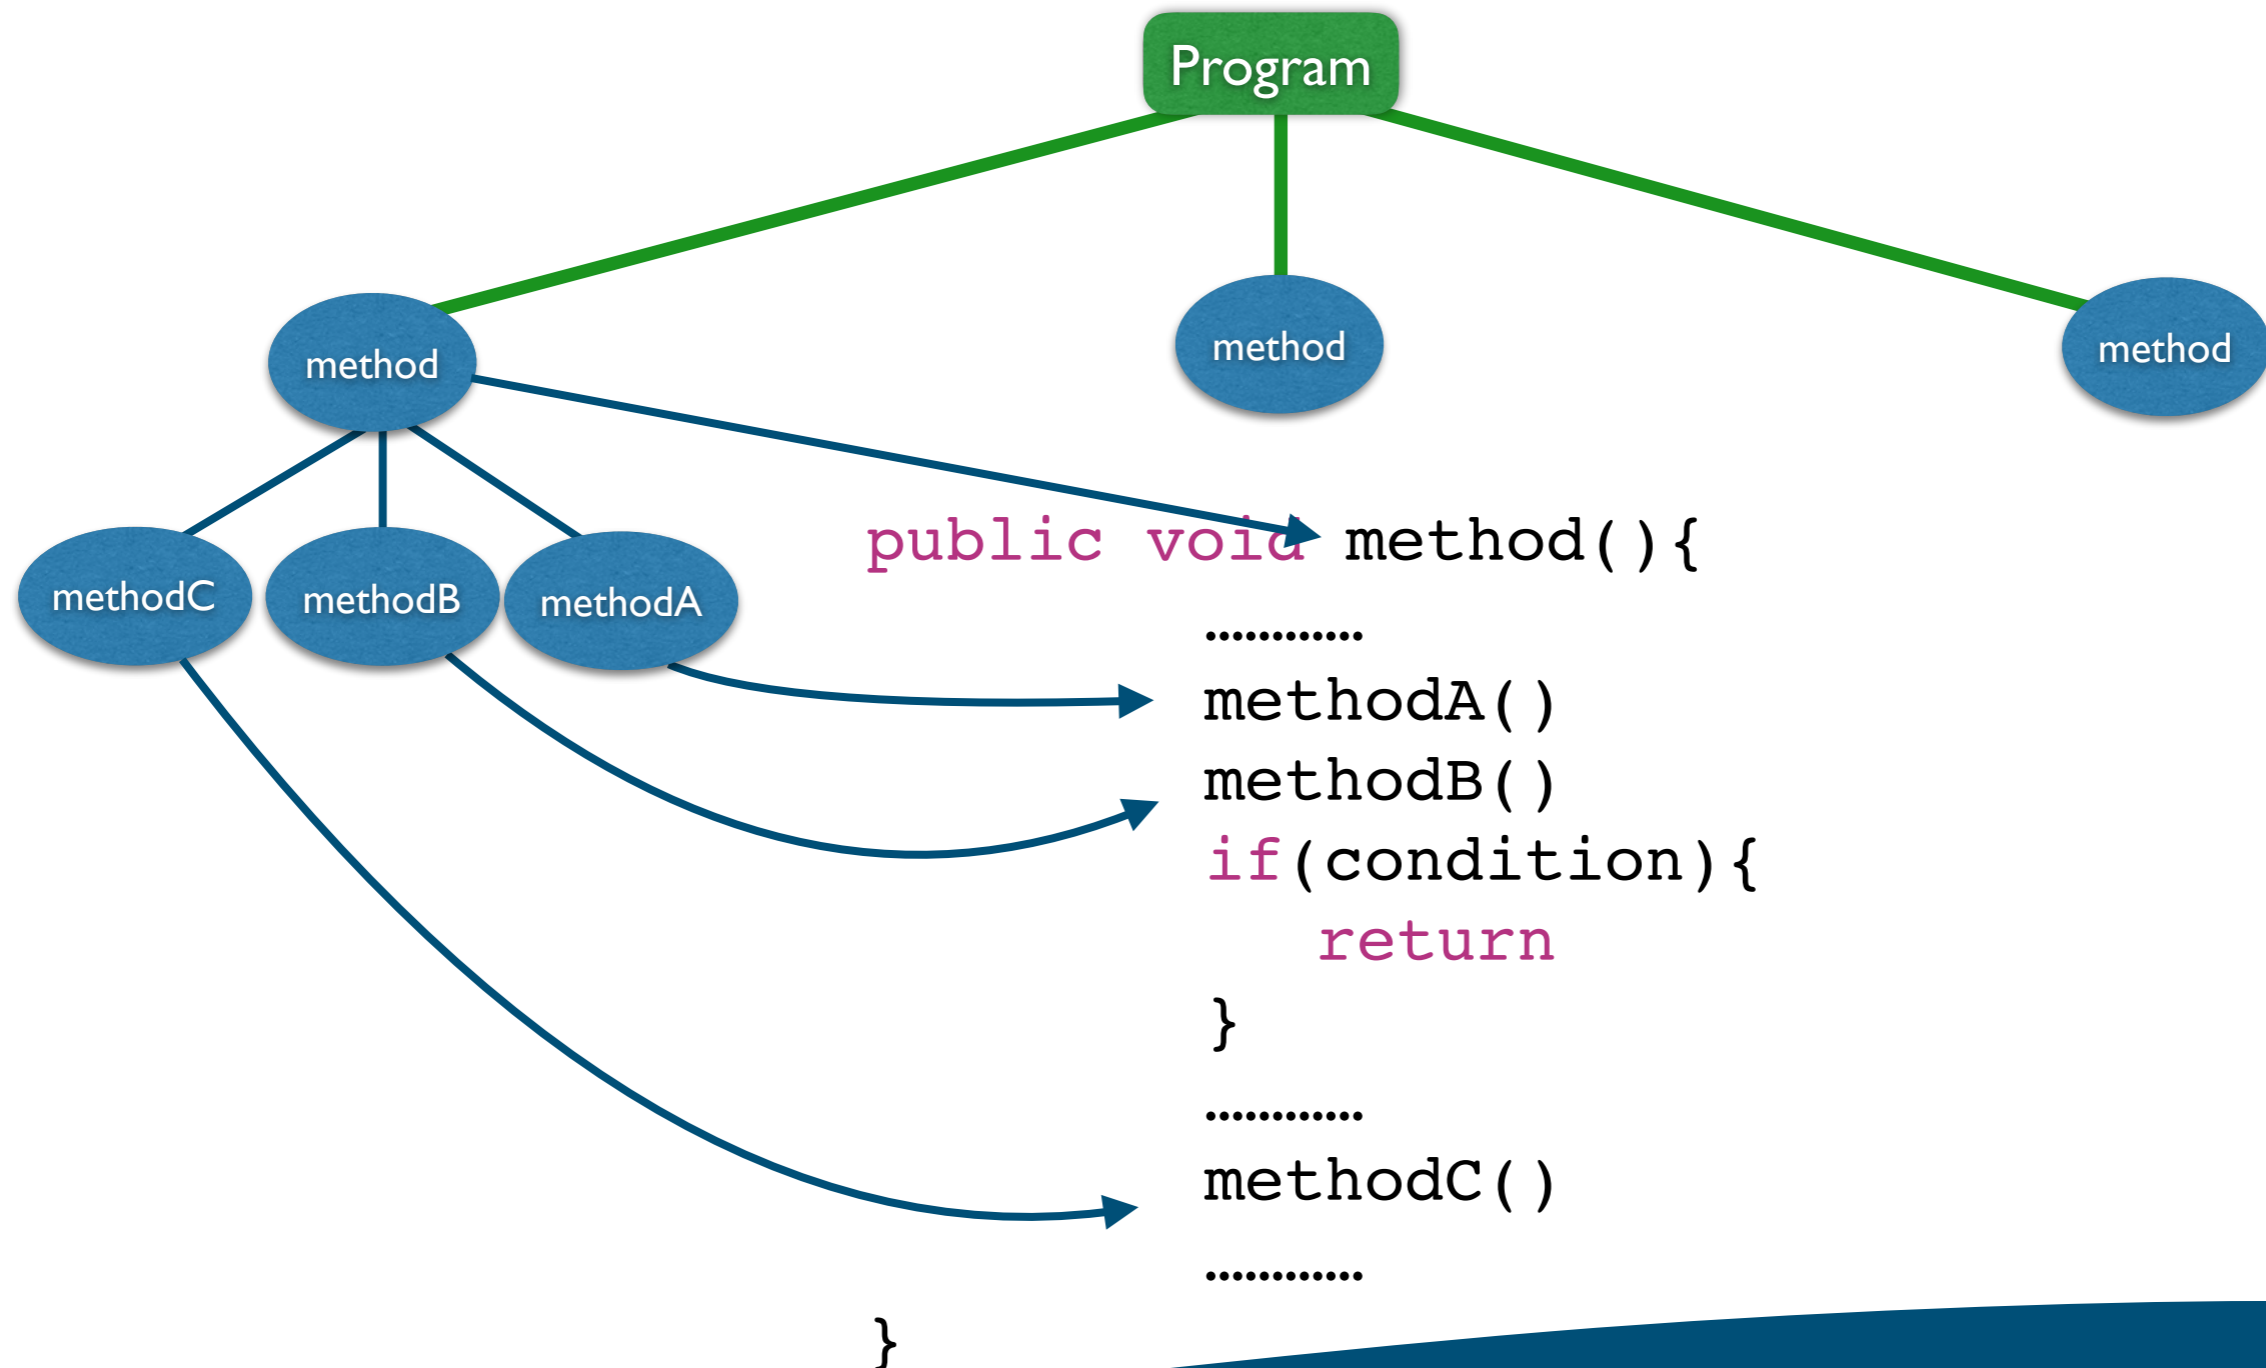 Program
method
method
method
methodC
methodB
methodA
public void method(){
…………
methodA()
methodB()
if(condition){
return
}
…………
methodC()
…………
}